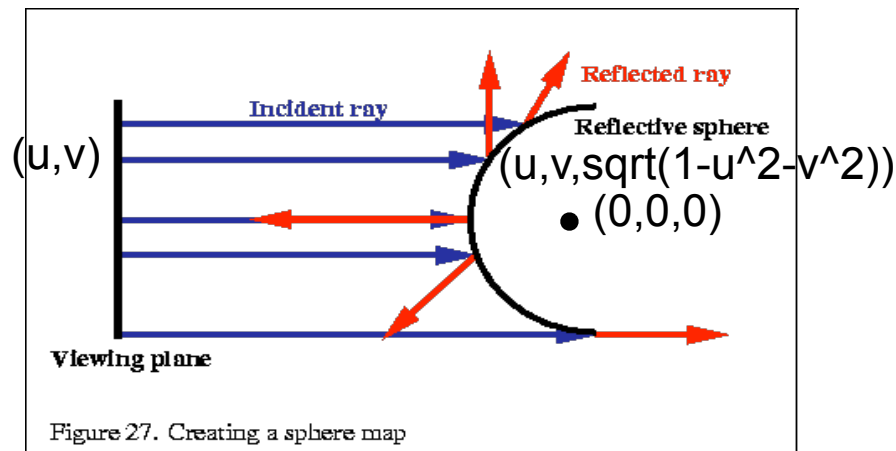 Reflected ray
Incident ray
Reflective sphere
(u,v)
(u,v,sqrt(1-u^2-v^2))
(0,0,0)
Viewing plane
Figure 27. Creating a sphere map